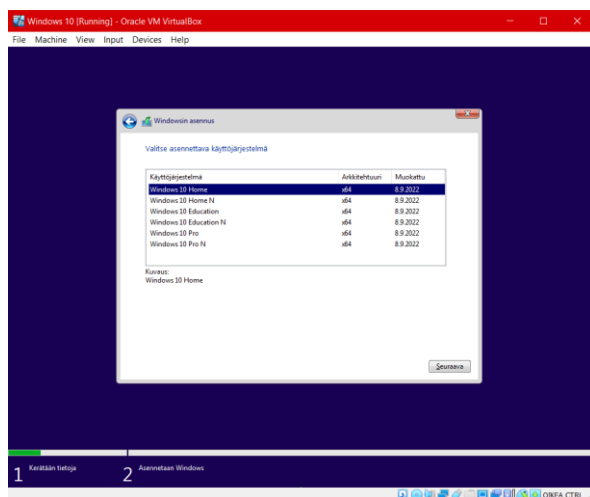 Windows 10 [Running] - Oracle VM VirtualBox
File Machine View Input Devices Help
Windowsin asennus
Valitse asennettava käyttöjärjestelmä
Käyttöjärjestelmä Arkkitehtuuri Muokattu
Windows 10 Home x64 8.9.2022
Windows 10 Home N x64 8.9.2022
Windows 10 Education x64 8.9.2022
Windows 10 Education N x64 8.9.2022
Windows 10 Pro x64 8.9.2022
Windows 10 Pro N x64 8.9.2022
Kuvaus:
Windows 10 Home
Seuraava
1 Kerätään tietoja 2 Asennetaan Windows
OIKEA CTRL